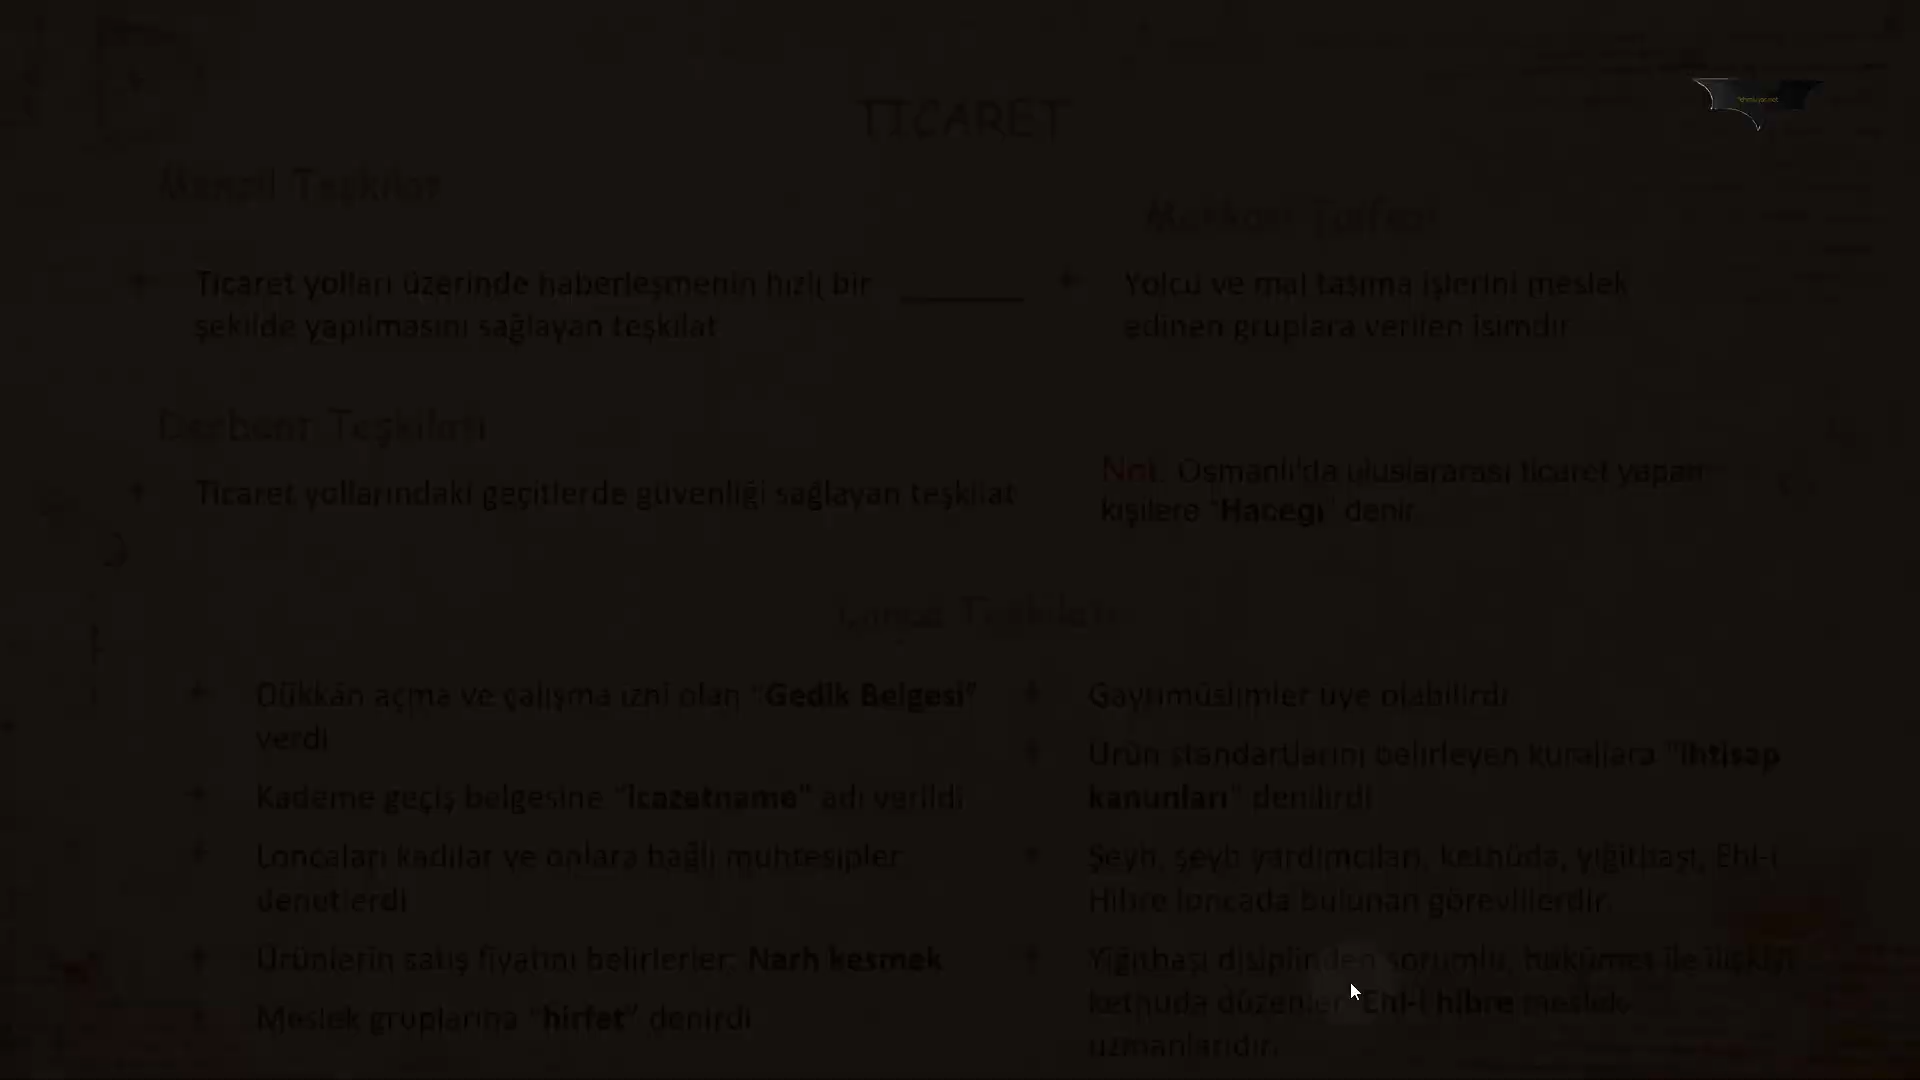 TİCARET
Menzil Teşkilatı
Ticaret yolları üzerinde haberleşmenin hızlı bir
şekilde yapılmasını sağlayan teşkilat
Mekkari Taifesi
Yolcu ve mal taşıma işlerini meslek
edinen gruplara verilen isimdir
Derbent Teşkilatı
Ticaret yollarındaki geçitlerde güvenliği sağlayan teşkilat
Not: Osmanlı'da uluslararası ticaret yapan
kişilere "Hacegi" denir.
Lonca Teşkilatı
Dükkân açma ve çalışma izni olan "Gedik Belgesi"
verdi
Kademe geçiş belgesine "İcazetname" adı verildi
Loncaları kadılar ve onlara bağlı muhtesipler
denetlerdi
Ürünlerin satış fiyatını belirlerler: Narh kesmek
Meslek gruplarına "hirfet" denirdi
Gayrimüslimler üye olabilirdi
Ürün standartlarını belirleyen kurallara "ihtisap
kanunları" denilirdi
Şeyh, şeyh yardımcıları, kethüda, yiğitbaşı, Ehl-i
Hibre loncada bulunan görevlilerdir.
Yiğitbaşı disiplinden sorumlu, hükümet ile ilişkiyi
kethuda düzenler Ehl-i hibre meslek
uzmanlarıdır.